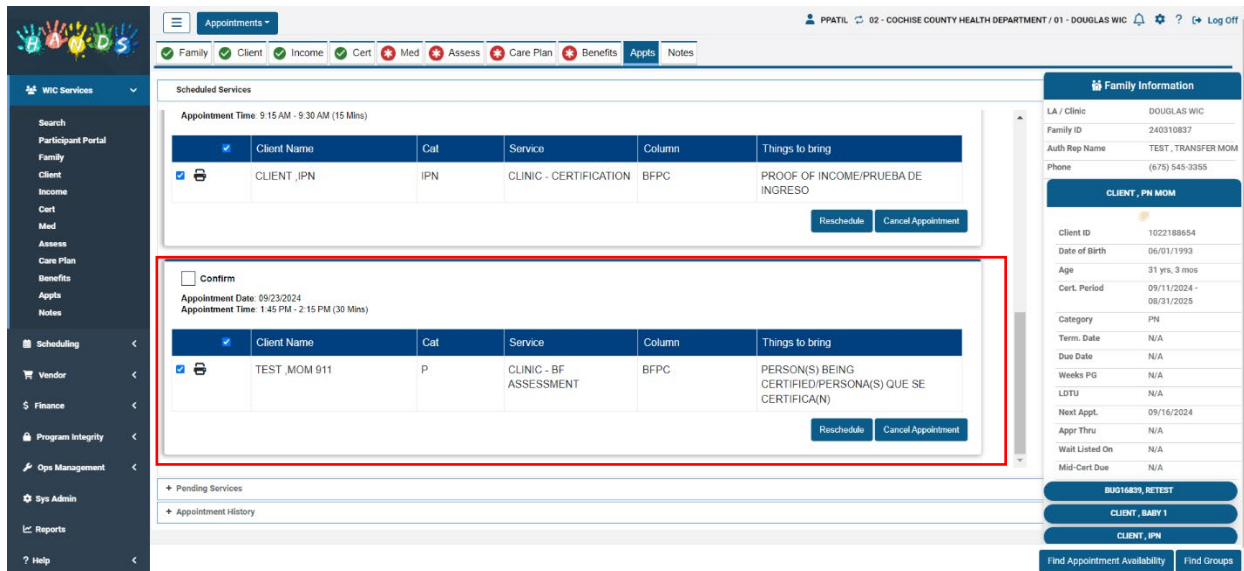 HANDS
Appointments
PPATIL 02 - COCHISE COUNTY HEALTH DEPARTMENT / 01 - DOUGLAS WIC ? Log Off
Family Client Income Cert Med Assess Care Plan Benefits Appts Notes
WIC Services
Search
Participant Portal
Family
Client
Income
Cert
Med
Assess
Care Plan
Benefits
Appts
Notes
Scheduling
Vendor
$ Finance
Program Integrity
Ops Management
Sys Admin
Reports
? Help
Scheduled Services
Appointment Time: 9:15 AM - 9:30 AM (15 Mins)
Client Name Cat Service Column Things to bring
CLIENT ,IPN IPN CLINIC - CERTIFICATION BFPC PROOF OF INCOME/PRUEBA DE
INGRESO
Reschedule Cancel Appointment
Confirm
Appointment Date: 09/23/2024
Appointment Time: 1:45 PM - 2:15 PM (30 Mins)
Client Name Cat Service Column Things to bring
TEST ,MOM 911 P CLINIC - BF BFPC PERSON(S) BEING
ASSESSMENT CERTIFIED/PERSONA(S) QUE SE
CERTIFICA(N)
Reschedule Cancel Appointment
+ Pending Services
+ Appointment History
Family Information
LA / Clinic DOUGLAS WIC
Family ID 240310837
Auth Rep Name TEST , TRANSFER MOM
Phone (675) 545-3355
CLIENT , PN MOM
Client ID 1022188654
Date of Birth 06/01/1993
Age 31 yrs, 3 mos
Cert. Period 09/11/2024 -
08/31/2025
Category PN
Term. Date N/A
Due Date N/A
Weeks PG N/A
LDTU N/A
Next Appt. 09/16/2024
Appr Thru N/A
Wait Listed On N/A
Mid-Cert Due N/A
BUG16839, RETEST
CLIENT , BABY 1
CLIENT , IPN
Find Appointment Availability Find Groups